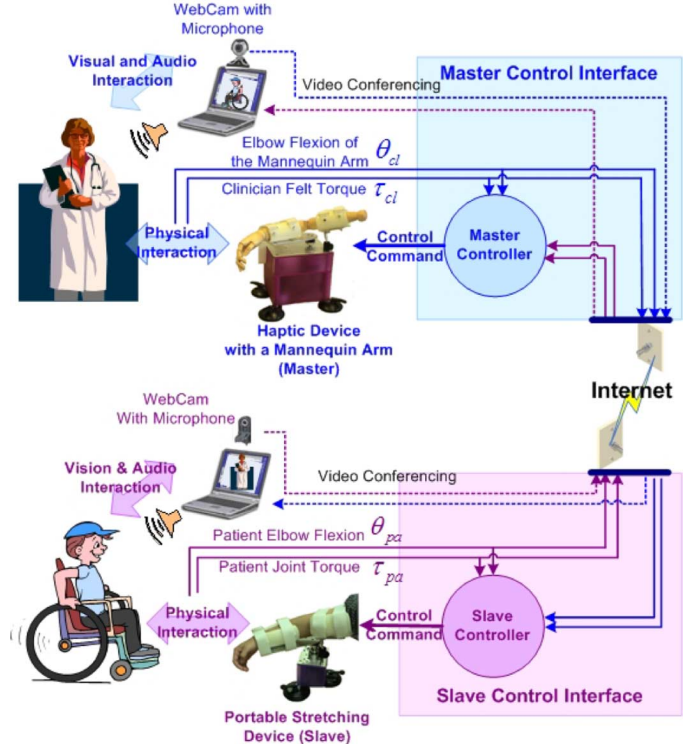 WebCam with
Microphone
Visual and Audio
Interaction
Video Conferencing
Master Control Interface
Elbow Flexion of
the Mannequin Arm θcl
Clinician Felt Torque τcl
Physical
Interaction
Control
Command
Master
Controller
Haptic Device
with a Mannequin Arm
(Master)
Internet
WebCam
With Microphone
Vision & Audio
Interaction
Video Conferencing
Patient Elbow Flexion θpa
Patient Joint Torque τpa
Physical
Interaction
Control
Command
Slave
Controller
Slave Control Interface
Portable Stretching
Device (Slave)